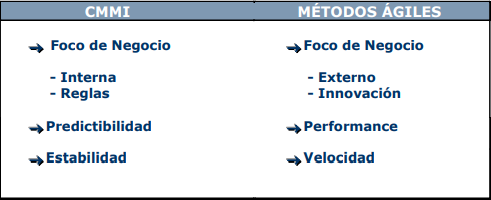 CMMI
MÉTODOS ÁGILES
Foco de Negocio
- Interna
- Reglas
Predictibilidad
Estabilidad
Foco de Negocio
- Externo
- Innovación
Performance
Velocidad